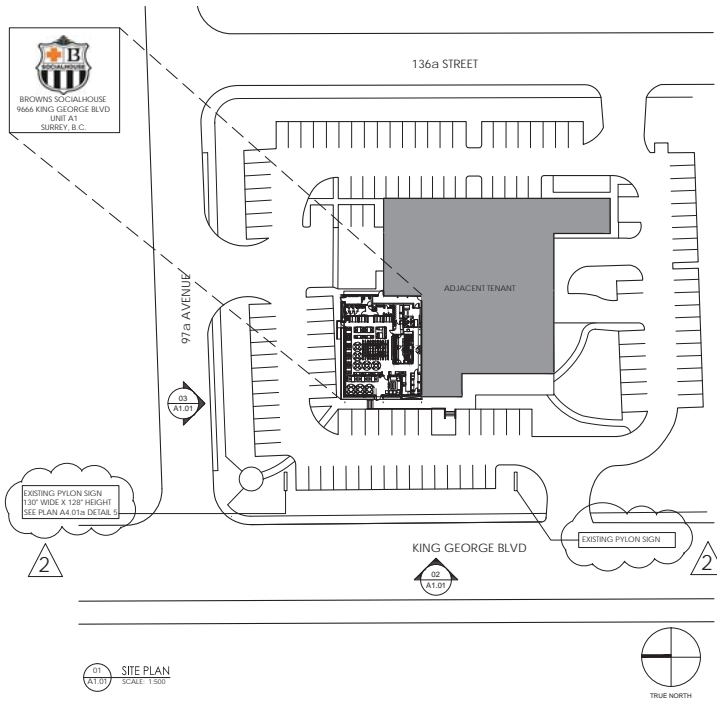 136a STREET
B
SOCIALHOUSE
BROWNS SOCIALHOUSE
9666 KING GEORGE BLVD
UNIT A1
SURREY, B.C.
ADJACENT TENANT
97a AVENUE
03
A1.01
EXISTING PYLON SIGN
130" WIDE X 128" HEIGHT
SEE PLAN A4.01a DETAIL 5
2
KING GEORGE BLVD
02
A1.01
EXISTING PYLON SIGN
2
01
A1.01
SITE PLAN
SCALE: 1:500
TRUE NORTH